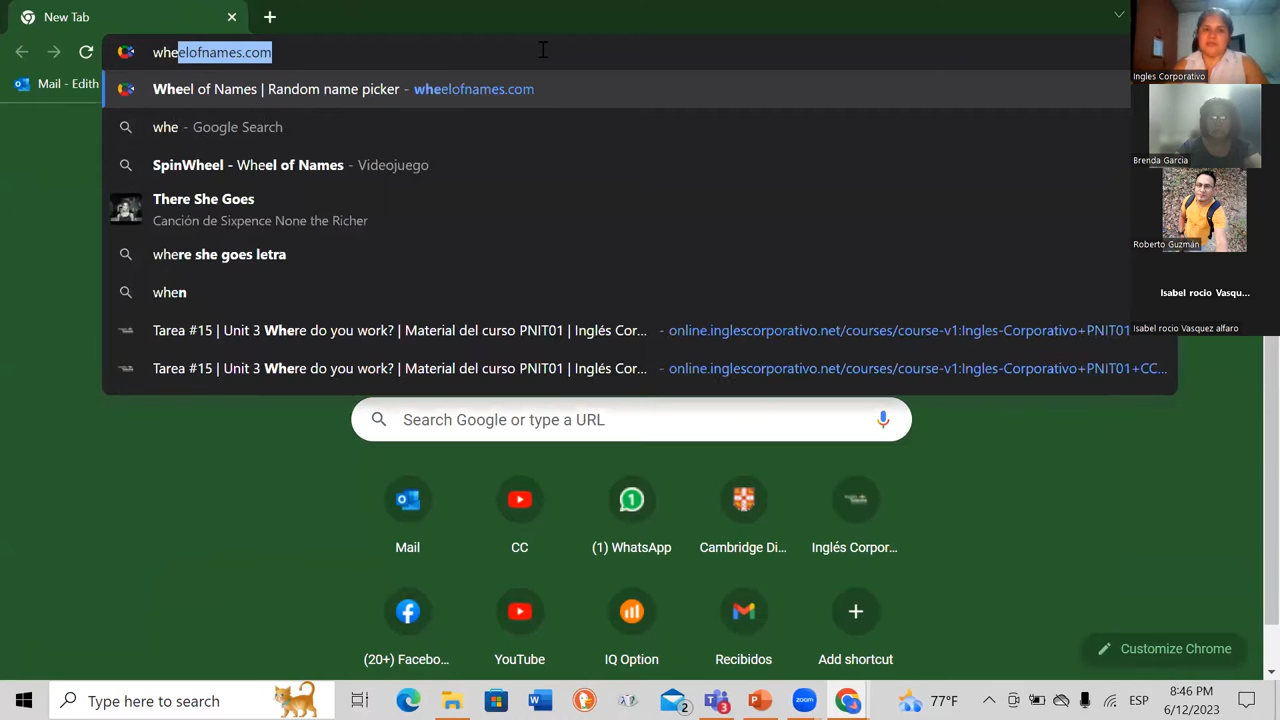 New Tab
wheelofnames.com
Mail - Edith
Wheel of Names | Random name picker - wheelofnames.com
whe - Google Search
SpinWheel - Wheel of Names - Videojuego
There She Goes
Canción de Sixpence None the Richer
where she goes letra
when
Tarea #15 | Unit 3 Where do you work? | Material del curso PNIT01 | Inglés Cor... - online.inglescorporativo.net/courses/course-v1:Ingles-Corporativo+PNIT01
Tarea #15 | Unit 3 Where do you work? | Material del curso PNIT01 | Inglés Cor... - online.inglescorporativo.net/courses/course-v1:Ingles-Corporativo+PNIT01+CC...
Ingles Corporativo
Brenda Garcia
Roberto Guzmán
Isabel rocio Vasqu...
Isabel rocio Vasquez alfaro
Search Google or type a URL
1
Mail
CC
(1) WhatsApp
Cambridge Di...
Inglés Corpor...
(20+) Facebo...
YouTube
IQ Option
Recibidos
Add shortcut
Customize Chrome
Type here to search
2
3
zoom
77°F
ESP
8:46 PM
6/12/2023